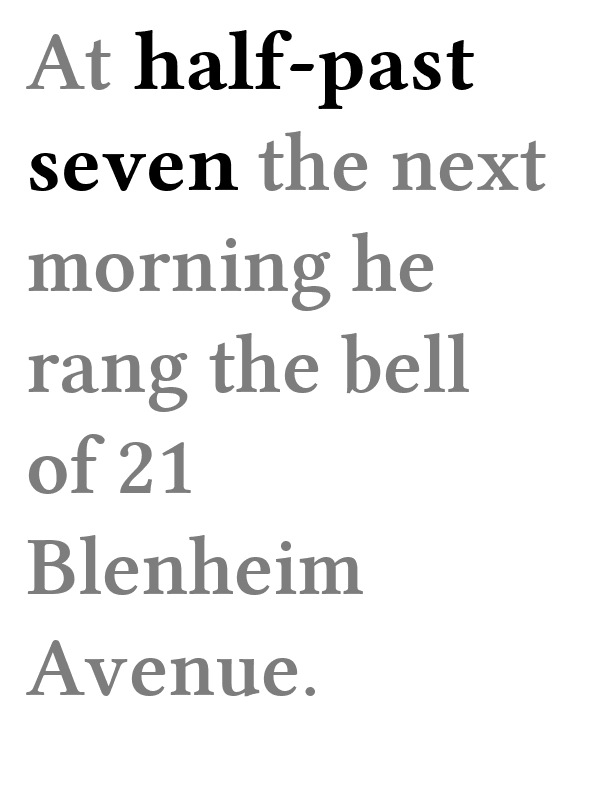 At half-past
seven the next
morning he
rang the bell
of 21
Blenheim
Avenue.